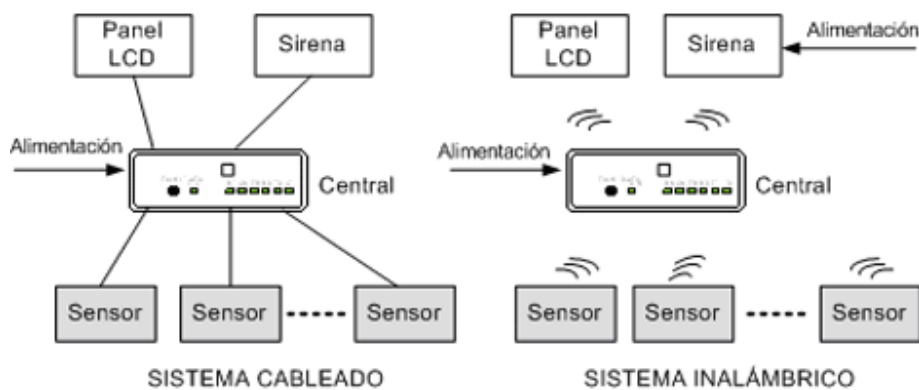 Panel
LCD
Sirena
Alimentación
Central
Sensor
Sensor
Sensor
SISTEMA CABLEADO
Panel
LCD
Sirena
Alimentación
Alimentación
Central
Sensor
Sensor
Sensor
SISTEMA INALÁMBRICO